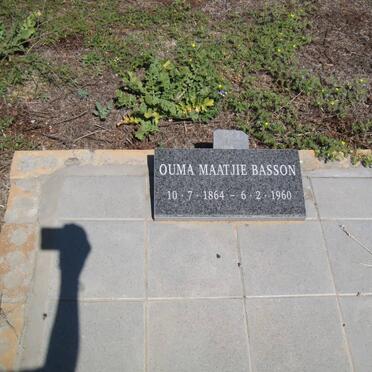 OUMA MAATJIE BASSON
10 · 7 · 1864 – 6 · 2 · 1960